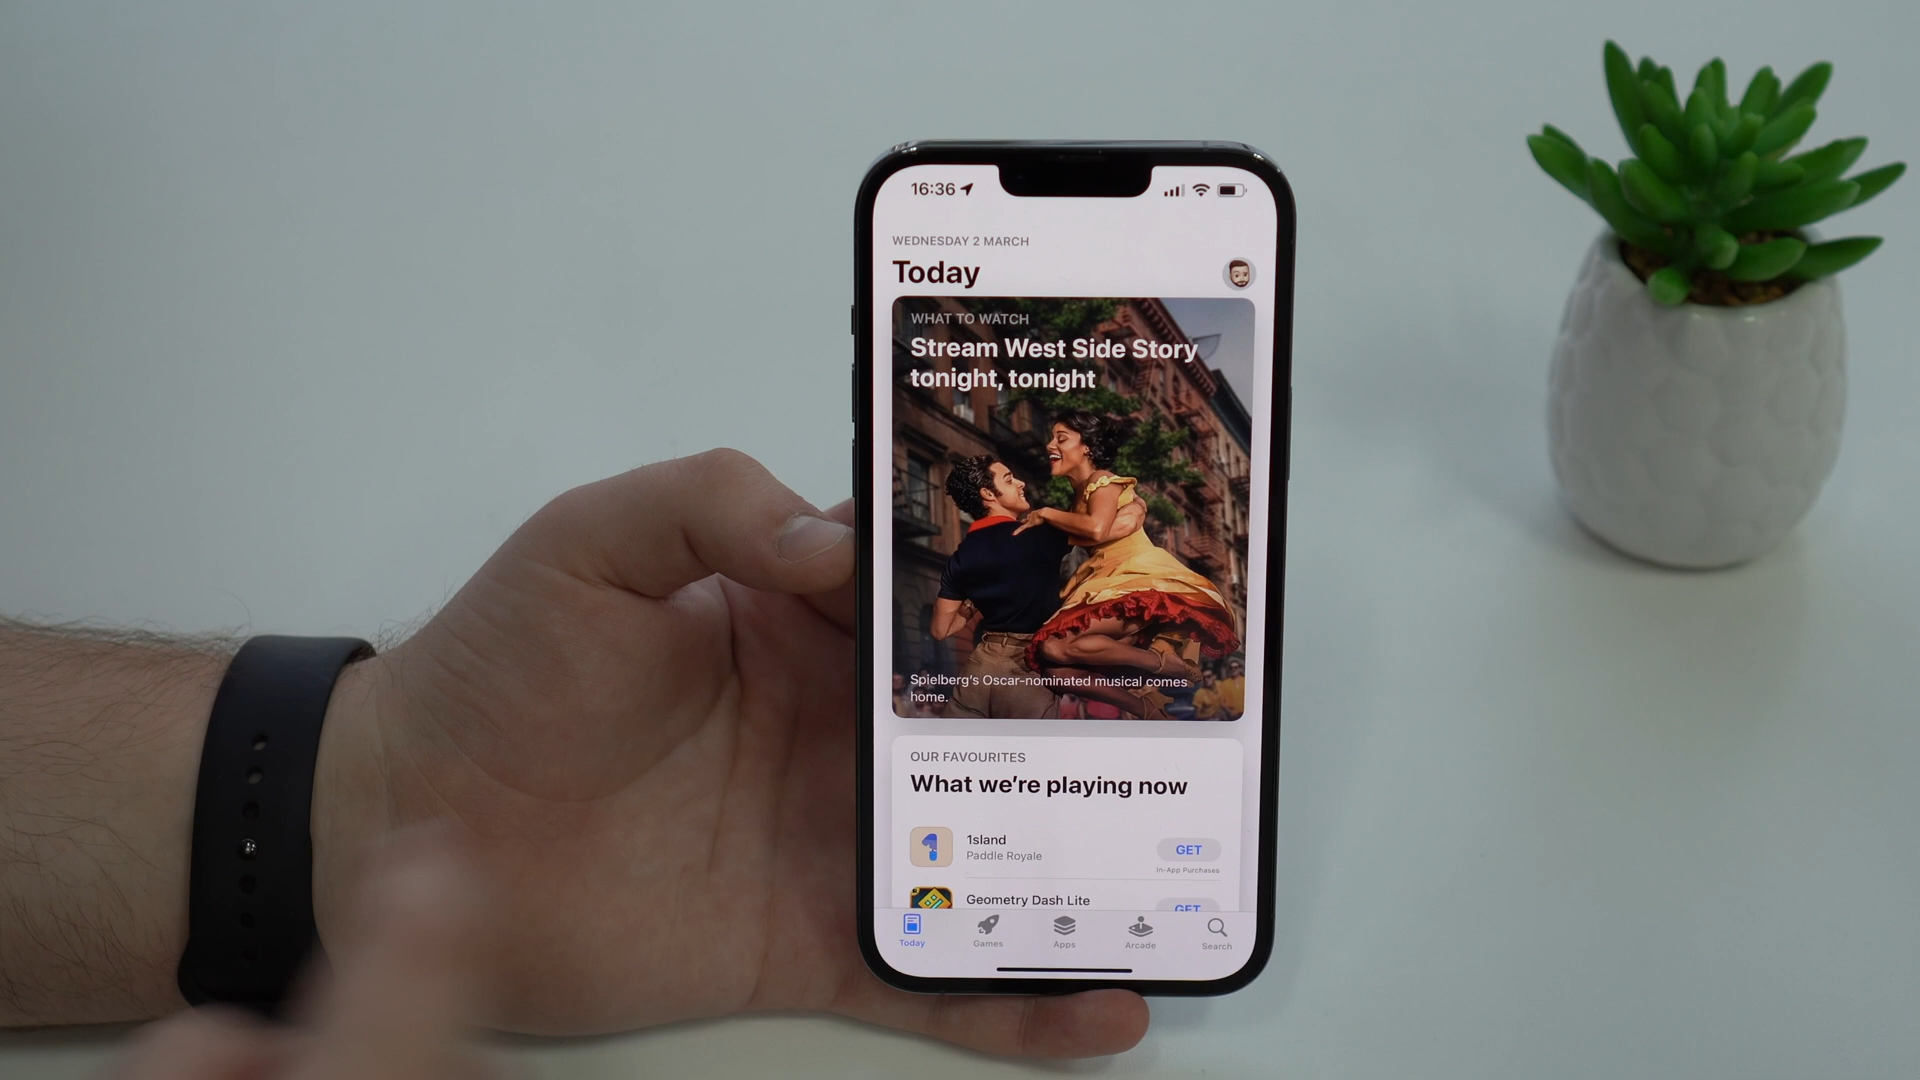 16:36
WEDNESDAY 2 MARCH
Today
WHAT TO WATCH
Stream West Side Story
tonight, tonight
Spielberg's Oscar-nominated musical comes
home.
OUR FAVOURITES
What we're playing now
1sland
Paddle Royale
GET
In-App Purchases
Geometry Dash Lite
GET
Today
Games
Apps
Arcade
Search